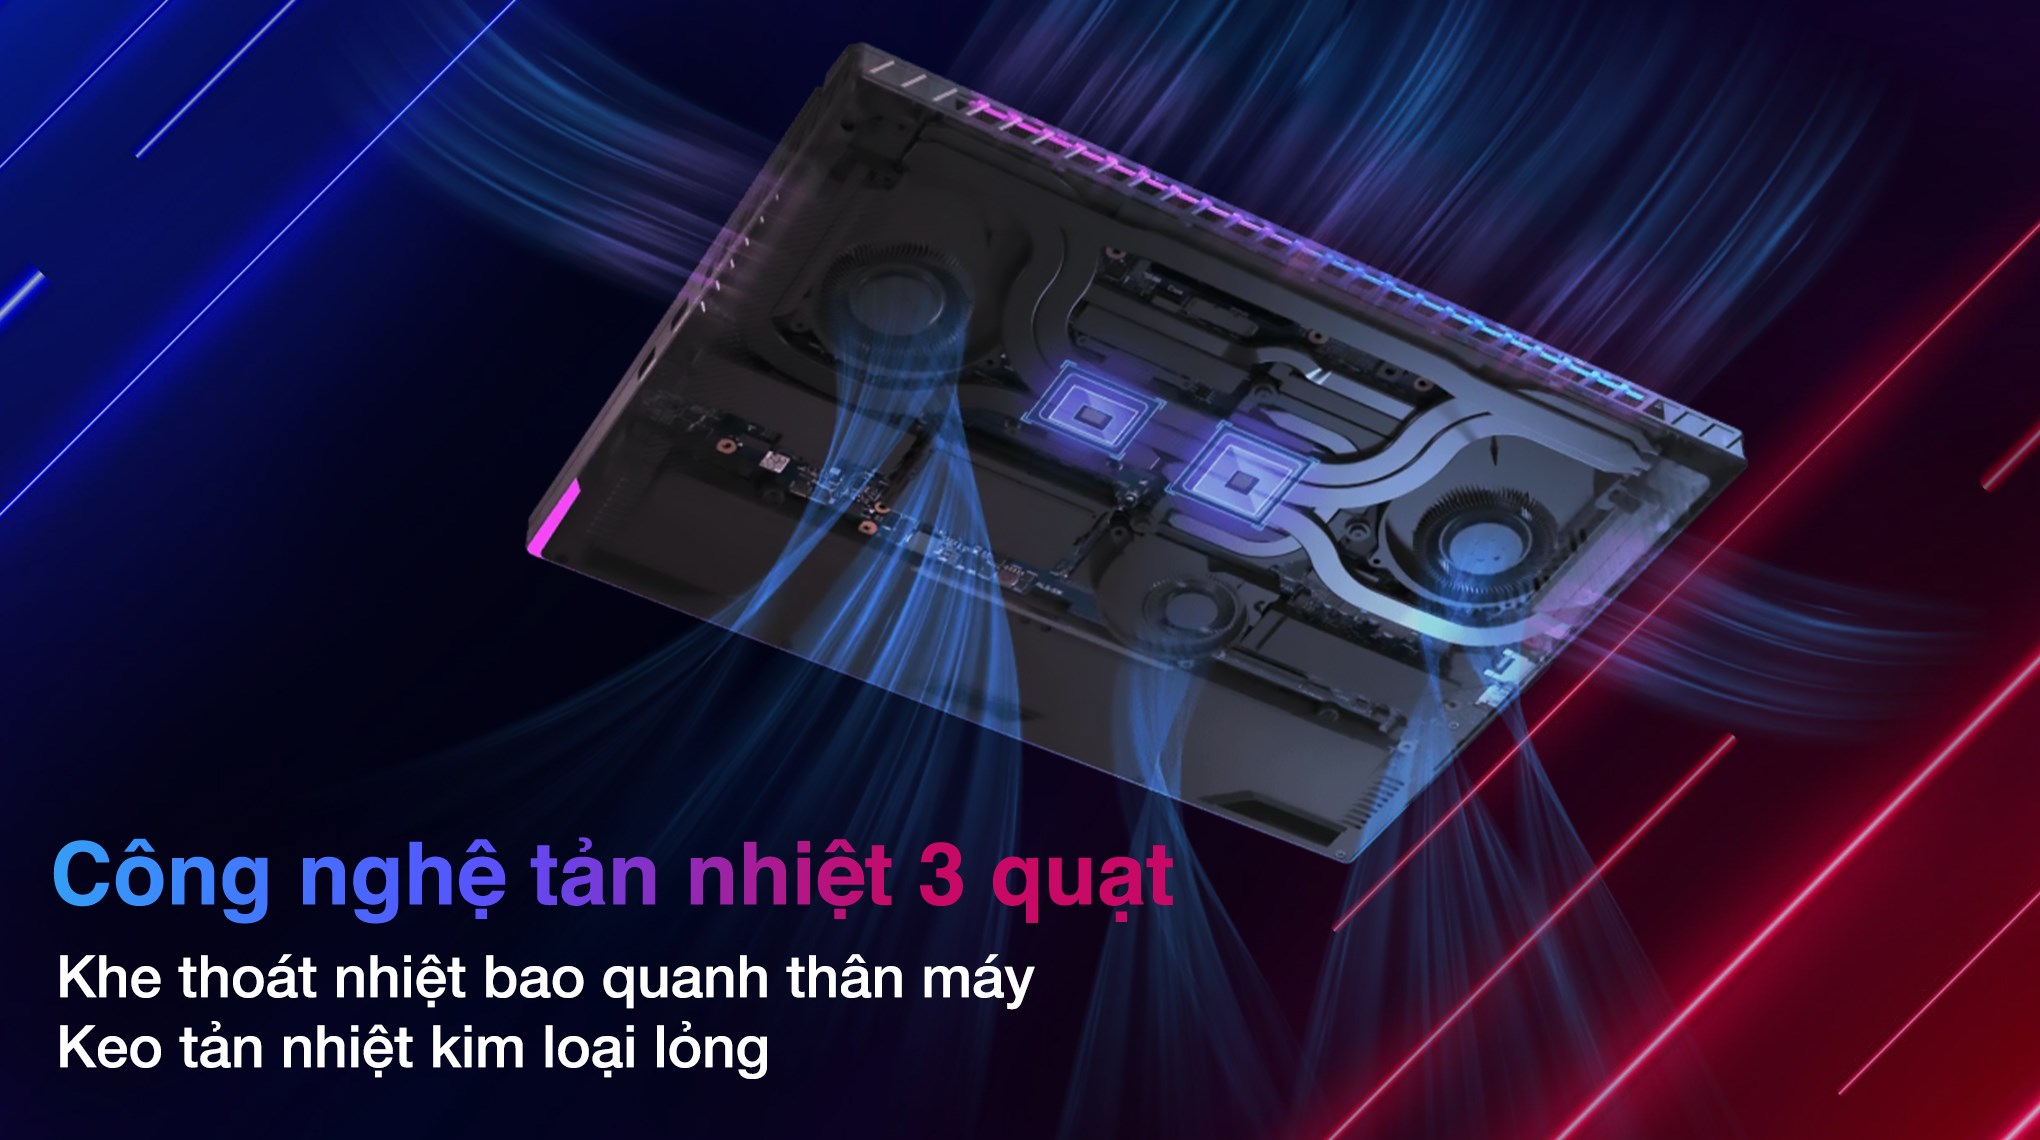 Công nghệ tản nhiệt 3 quạt
Khe thoát nhiệt bao quanh thân máy
Keo tản nhiệt kim loại lỏng